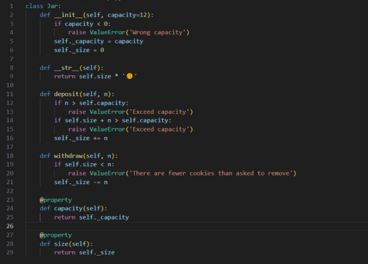 1 class Jar:
2     def __init__(self, capacity=12):
3         if capacity < 0:
4             raise ValueError('Wrong capacity')
5         self._capacity = capacity
6         self._size = 0
7
8     def __str__(self):
9         return self.size * '🍪'
10
11     def deposit(self, n):
12         if n > self.capacity:
13             raise ValueError('Exceed capacity')
14         if self.size + n > self.capacity:
15             raise ValueError('Exceed capacity')
16         self._size += n
17
18     def withdraw(self, n):
19         if self.size < n:
20             raise ValueError('There are fewer cookies than asked to remove')
21         self._size -= n
22
23     @property
24     def capacity(self):
25         return self._capacity
26
27     @property
28     def size(self):
29         return self._size